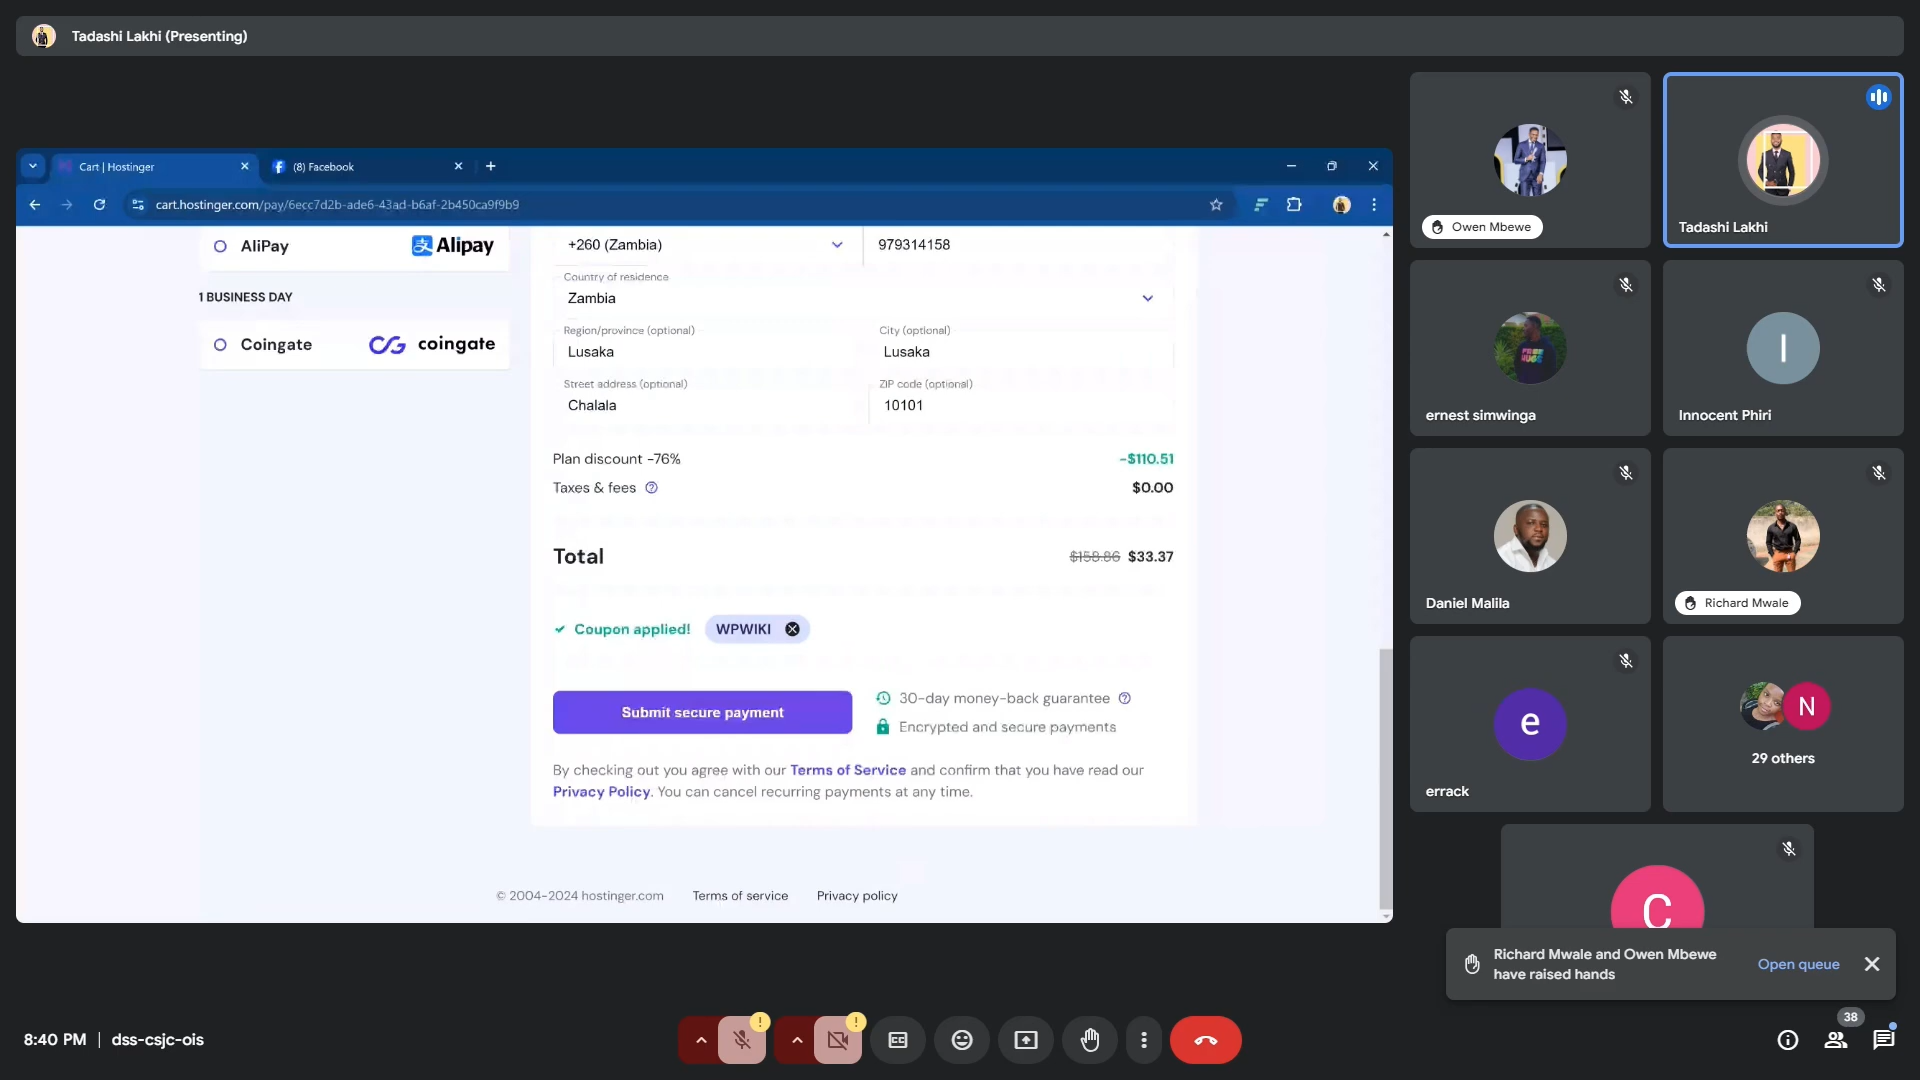 Tadashi Lakhi (Presenting)
Cart | Hostinger
(8) Facebook
cart.hostinger.com/pay/6ecc7d2b-ade6-43ad-b6af-2b450ca9f9b9
AliPay
支 Alipay
1 BUSINESS DAY
Coingate
coingate
+260 (Zambia)
979314158
Country of residence
Zambia
Region/province (optional)
City (optional)
Lusaka
Lusaka
Street address (optional)
ZIP code (optional)
Chalala
10101
Plan discount -76%
-$110.51
Taxes & fees
$0.00
Total
$158.86 $33.37
Coupon applied!
WPWIKI
Submit secure payment
30-day money-back guarantee
Encrypted and secure payments
By checking out you agree with our Terms of Service and confirm that you have read our
Privacy Policy. You can cancel recurring payments at any time.
© 2004-2024 hostinger.com
Terms of service
Privacy policy
Owen Mbewe
Tadashi Lakhi
ernest simwinga
I
Innocent Phiri
Daniel Malila
Richard Mwale
e
errack
N
29 others
C
Richard Mwale and Owen Mbewe
have raised hands
Open queue
8:40 PM | dss-csjc-ois
CC
38